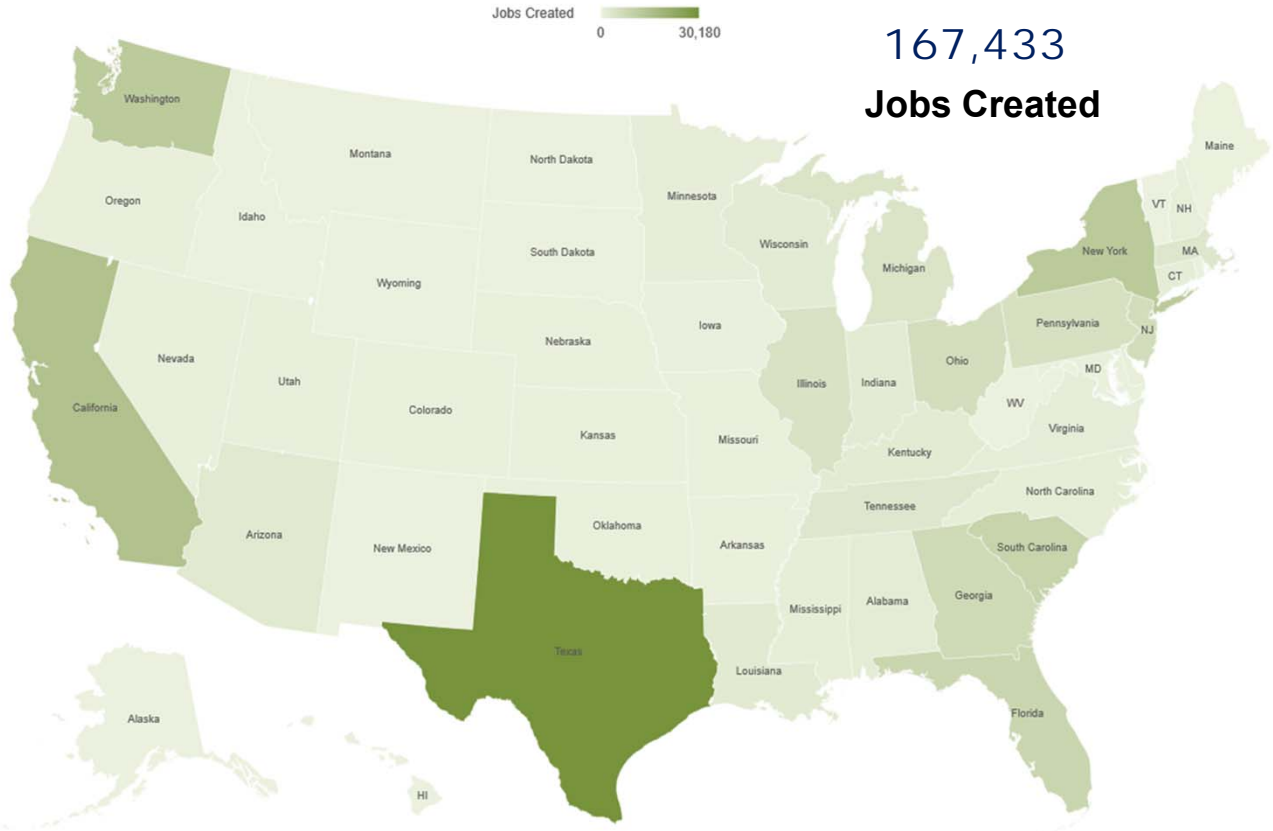 Jobs Created
0 30,180
167,433
Jobs Created
Washington
Montana
North Dakota
Minnesota
Maine
Oregon
Idaho
South Dakota
Wisconsin
Michigan
VT
NH
New York
MA
CT
Wyoming
Iowa
Pennsylvania
NJ
Nebraska
Nevada
Utah
Colorado
Illinois
Indiana
Ohio
MD
WV
California
Kansas
Missouri
Kentucky
Virginia
Arizona
New Mexico
Oklahoma
Arkansas
Tennessee
North Carolina
South Carolina
Mississippi
Alabama
Georgia
Texas
Louisiana
Florida
Alaska
HI